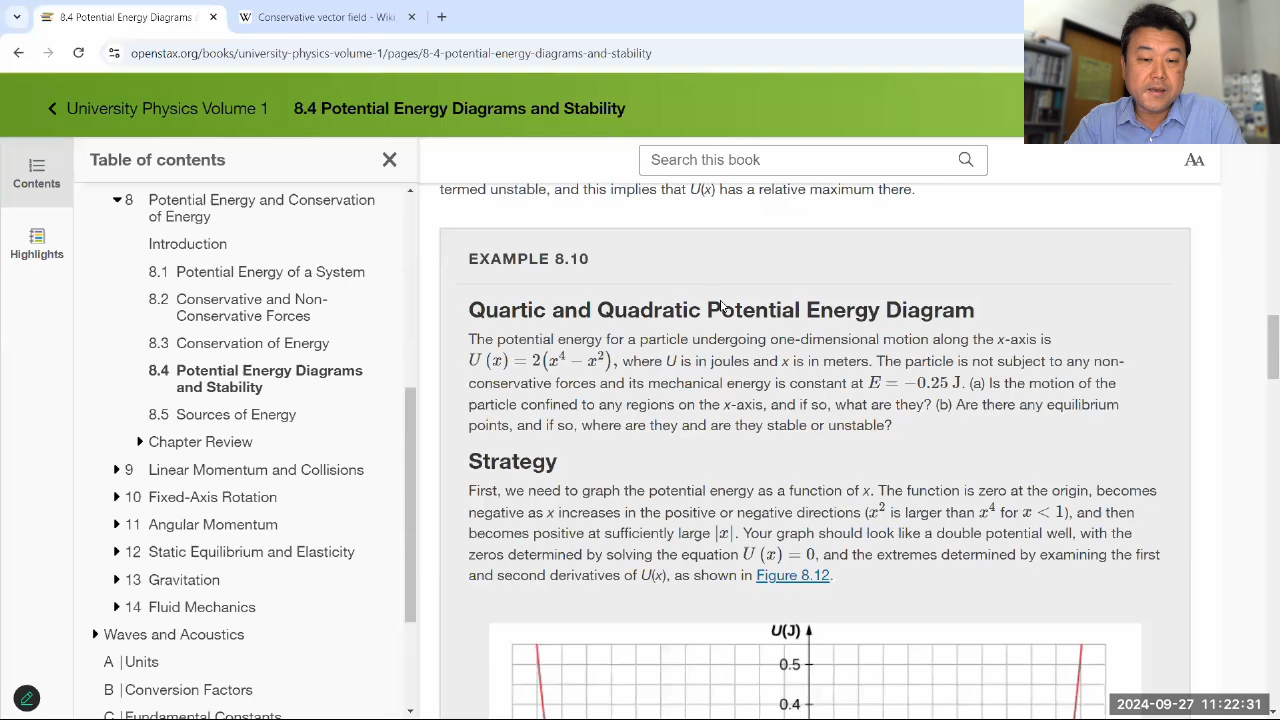 8.4 Potential Energy Diagrams
Conservative vector field - Wiki
openstax.org/books/university-physics-volume-1/pages/8-4-potential-energy-diagrams-and-stability
University Physics Volume 1
8.4 Potential Energy Diagrams and Stability
Contents
Highlights
Table of contents
8 Potential Energy and Conservation
of Energy
Introduction
8.1 Potential Energy of a System
8.2 Conservative and Non-
Conservative Forces
8.3 Conservation of Energy
8.4 Potential Energy Diagrams
and Stability
8.5 Sources of Energy
Chapter Review
9 Linear Momentum and Collisions
10 Fixed-Axis Rotation
11 Angular Momentum
12 Static Equilibrium and Elasticity
13 Gravitation
14 Fluid Mechanics
Waves and Acoustics
A | Units
B | Conversion Factors
C | Fundamental Constants
Search this book
AA
termed unstable, and this implies that U(x) has a relative maximum there.
EXAMPLE 8.10
Quartic and Quadratic Potential Energy Diagram
The potential energy for a particle undergoing one-dimensional motion along the x-axis is
U (x) = 2(x⁴ − x²), where U is in joules and x is in meters. The particle is not subject to any non-
conservative forces and its mechanical energy is constant at E = −0.25 J. (a) Is the motion of the
particle confined to any regions on the x-axis, and if so, what are they? (b) Are there any equilibrium
points, and if so, where are they and are they stable or unstable?
Strategy
First, we need to graph the potential energy as a function of x. The function is zero at the origin, becomes
negative as x increases in the positive or negative directions (x² is larger than x⁴ for x < 1), and then
becomes positive at sufficiently large |x|. Your graph should look like a double potential well, with the
zeros determined by solving the equation U (x) = 0, and the extremes determined by examining the first
and second derivatives of U(x), as shown in Figure 8.12.
U(J)
0.5
0.4
2024-09-27 11:22:31